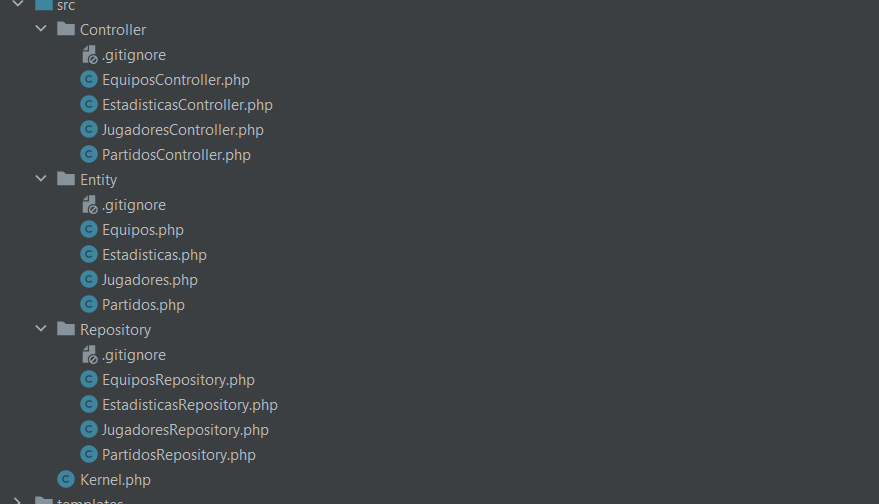 src
Controller
.gitignore
EquiposController.php
EstadisticasController.php
JugadoresController.php
PartidosController.php
Entity
.gitignore
Equipos.php
Estadisticas.php
Jugadores.php
Partidos.php
Repository
.gitignore
EquiposRepository.php
EstadisticasRepository.php
JugadoresRepository.php
PartidosRepository.php
Kernel.php
templates